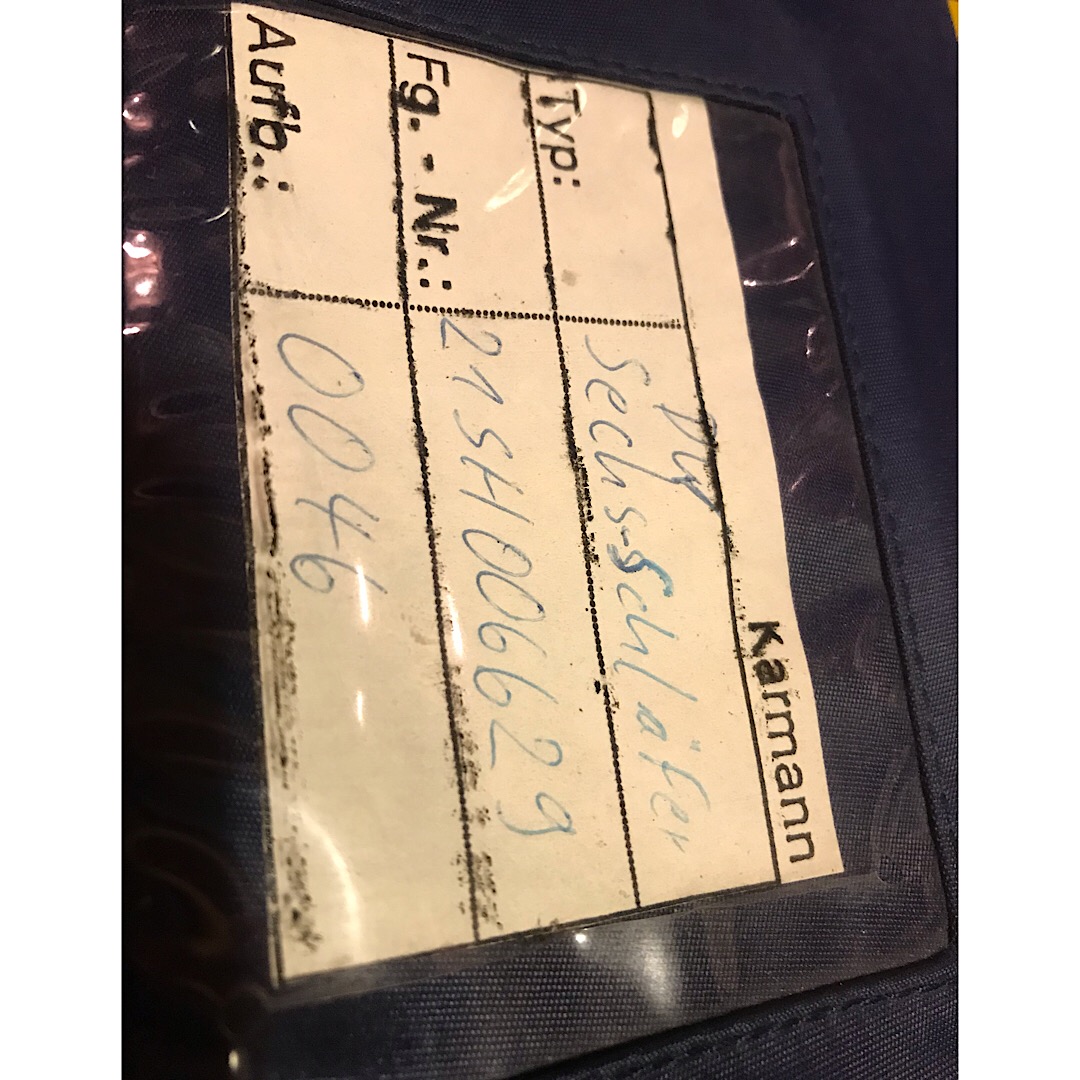 Karmann
Typ: Sechs-Schläfer
Fg. - Nr.: 21SH006629
Aufb.: 0046